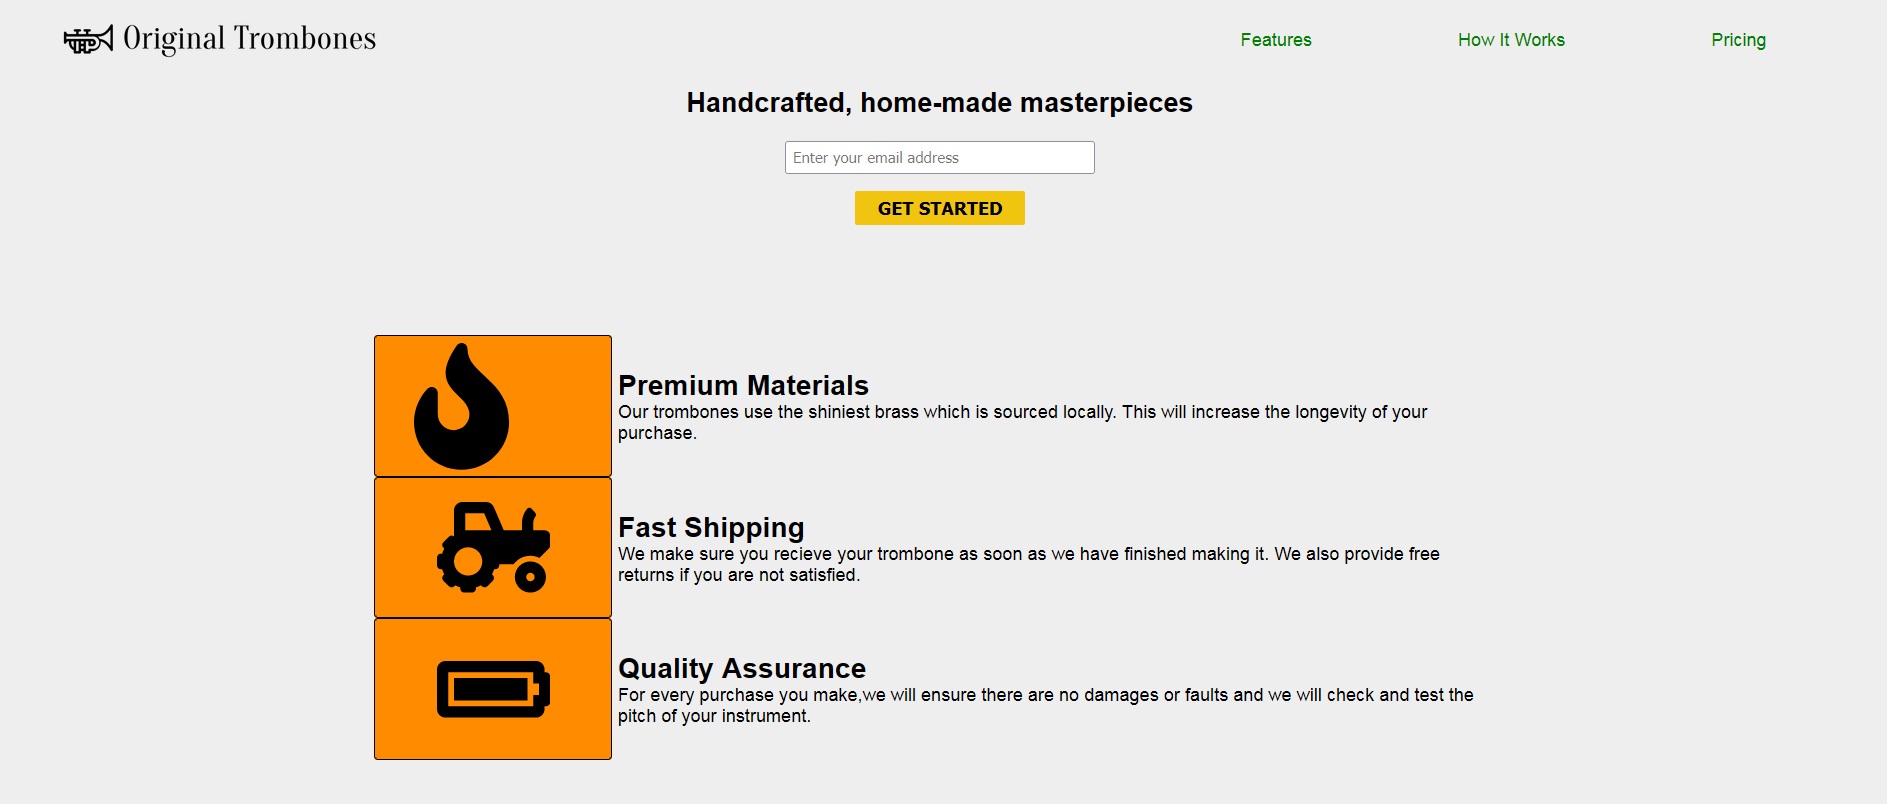 Original Trombones
Features
How It Works
Pricing
Handcrafted, home-made masterpieces
Enter your email address
GET STARTED
Premium Materials
Our trombones use the shiniest brass which is sourced locally. This will increase the longevity of your
purchase.
Fast Shipping
We make sure you recieve your trombone as soon as we have finished making it. We also provide free
returns if you are not satisfied.
Quality Assurance
For every purchase you make,we will ensure there are no damages or faults and we will check and test the
pitch of your instrument.